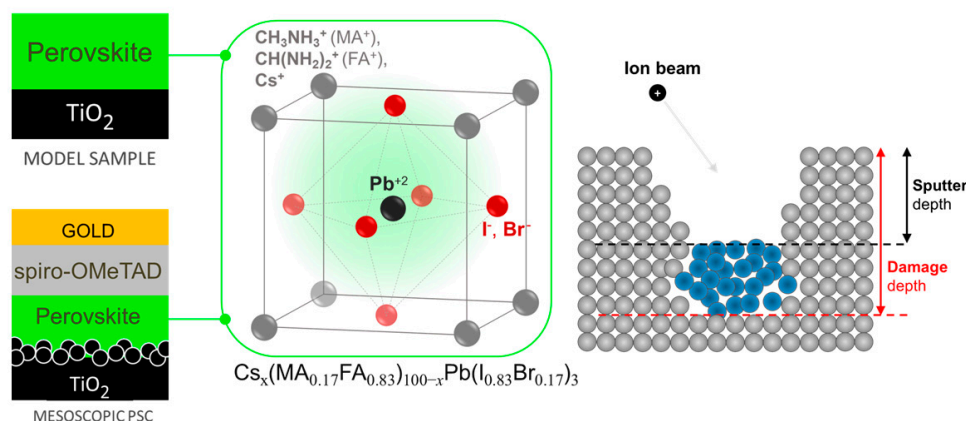 Perovskite
TiO₂
MODEL SAMPLE
GOLD
spiro-OMeTAD
Perovskite
TiO₂
MESOSCOPIC PSC
CH₃NH₃⁺ (MA⁺),
CH(NH₂)₂⁺ (FA⁺),
Cs⁺
Pb⁺²
I⁻, Br⁻
Csₓ(MA₀.₁₇FA₀.₈₃)₁₀₀₋ₓPb(I₀.₈₃Br₀.₁₇)₃
Ion beam
+
Sputter
depth
Damage
depth